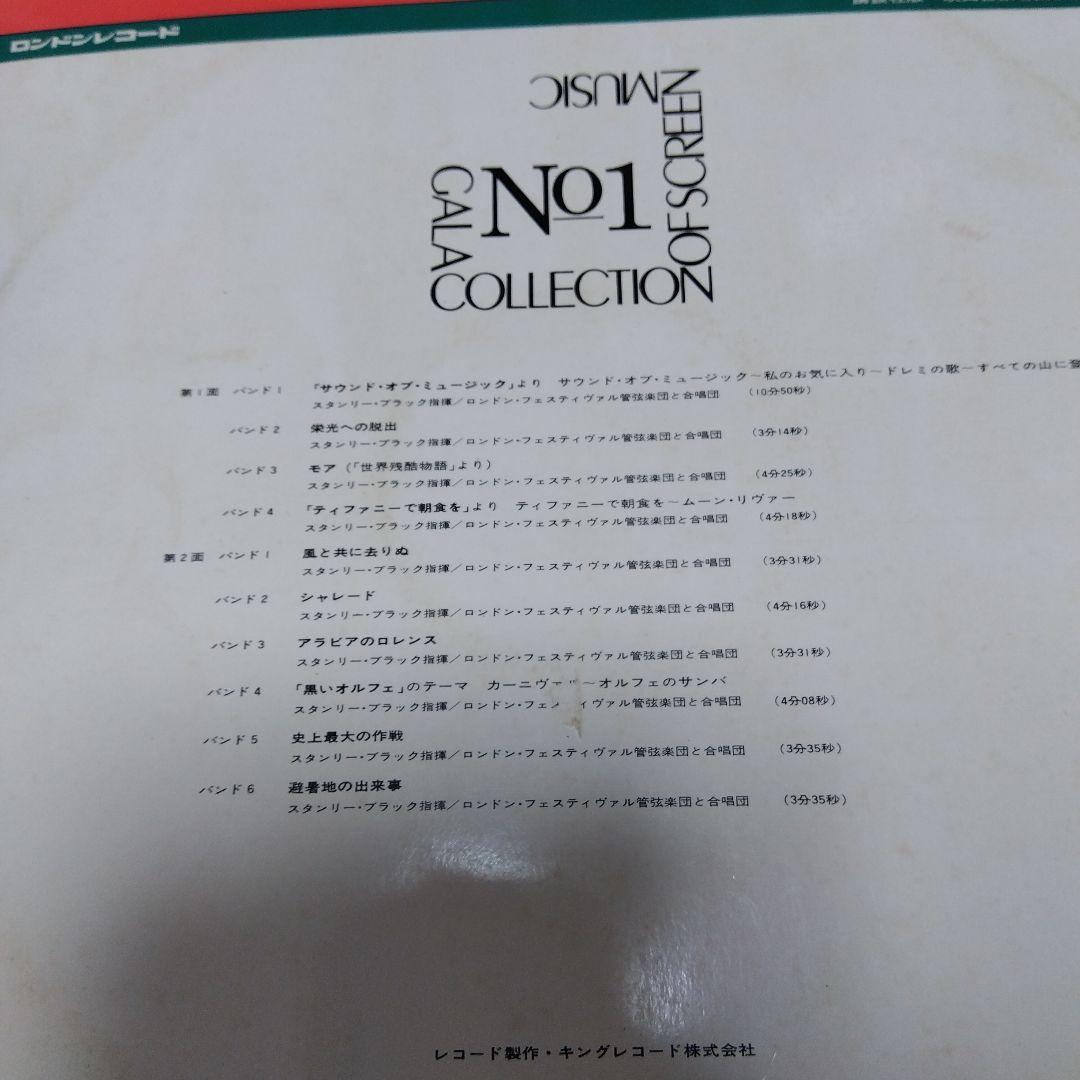 ロンドンレコード
GALA
COLLECTION
OF SCREEN
MUSIC
No1
第1面 バンド1 「サウンド・オブ・ミュージック」より サウンド・オブ・ミュージック～私のお気に入り～ドレミの歌～すべての山に登
スタンリー・ブラック指揮／ロンドン・フェスティヴァル管弦楽団と合唱団 (10分50秒)
バンド2 栄光への脱出
スタンリー・ブラック指揮／ロンドン・フェスティヴァル管弦楽団と合唱団 (3分14秒)
バンド3 モア (「世界残酷物語」より)
スタンリー・ブラック指揮／ロンドン・フェスティヴァル管弦楽団と合唱団 (4分25秒)
バンド4 「ティファニーで朝食を」より ティファニーで朝食を～ムーン・リヴァー
スタンリー・ブラック指揮／ロンドン・フェスティヴァル管弦楽団と合唱団 (4分18秒)
第2面 バンド1 風と共に去りぬ
スタンリー・ブラック指揮／ロンドン・フェスティヴァル管弦楽団と合唱団 (3分31秒)
バンド2 シャレード
スタンリー・ブラック指揮／ロンドン・フェスティヴァル管弦楽団と合唱団 (4分16秒)
バンド3 アラビアのロレンス
スタンリー・ブラック指揮／ロンドン・フェスティヴァル管弦楽団と合唱団 (3分31秒)
バンド4 「黒いオルフェ」のテーマ ～オルフェのサンバ
スタンリー・ブラック指揮／ロンドン・フェスティヴァル管弦楽団と合唱団 (4分08秒)
バンド5 史上最大の作戦
スタンリー・ブラック指揮／ロンドン・フェスティヴァル管弦楽団と合唱団 (3分35秒)
バンド6 避暑地の出来事
スタンリー・ブラック指揮／ロンドン・フェスティヴァル管弦楽団と合唱団 (3分35秒)
レコード製作・キングレコード株式会社